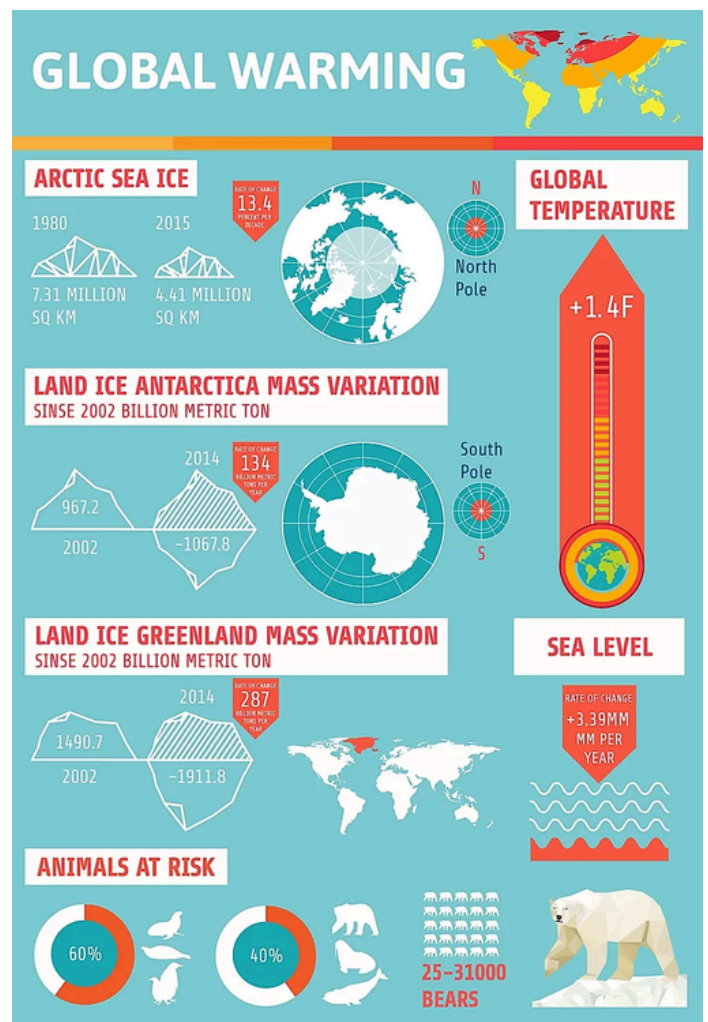 GLOBAL WARMING
ARCTIC SEA ICE
1980
7.31 MILLION
SQ KM
2015
4.41 MILLION
SQ KM
RATE OF CHANGE
13.4
PERCENT PER
DECADE
N
North
Pole
GLOBAL
TEMPERATURE
+1.4F
LAND ICE ANTARCTICA MASS VARIATION
SINSE 2002 BILLION METRIC TON
967.2
2002
2014
-1067.8
RATE OF CHANGE
134
BILLION METRIC
TONS PER
YEAR
South
Pole
S
LAND ICE GREENLAND MASS VARIATION
SINSE 2002 BILLION METRIC TON
1490.7
2002
2014
-1911.8
RATE OF CHANGE
287
BILLION METRIC
TONS PER
YEAR
SEA LEVEL
RATE OF CHANGE
+3.39MM
MM PER
YEAR
ANIMALS AT RISK
60%
40%
25-31000
BEARS